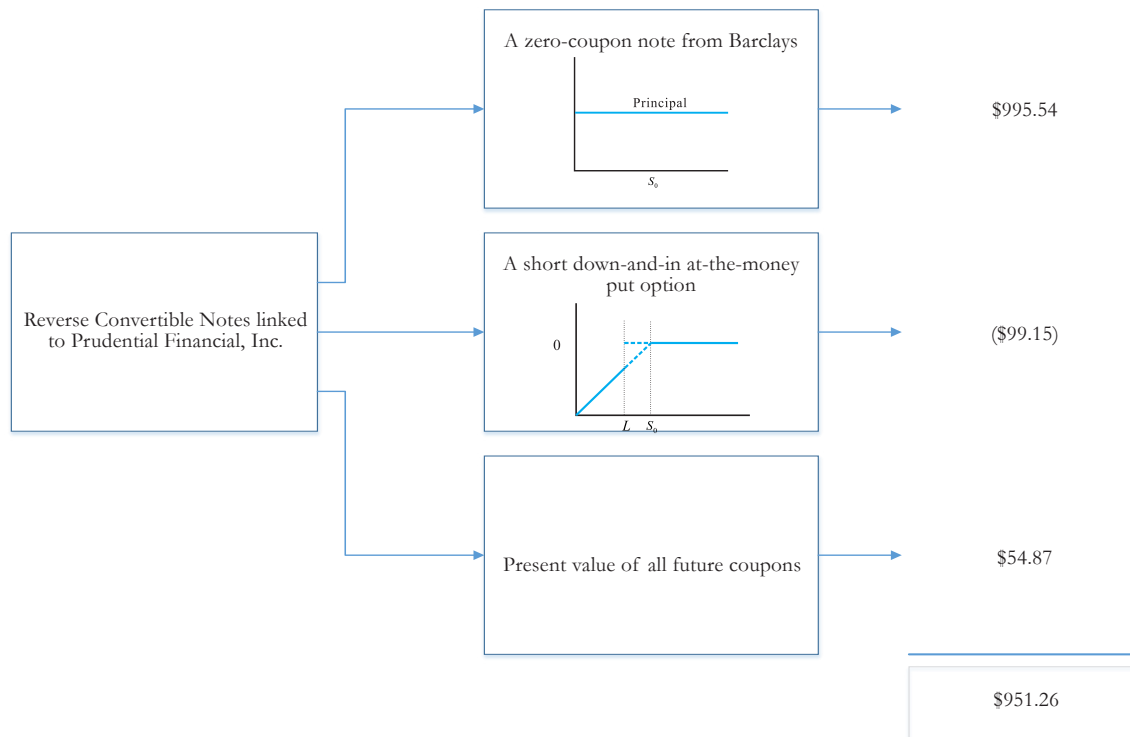 A zero-coupon note from Barclays
Principal
S₀
$995.54
Reverse Convertible Notes linked
to Prudential Financial, Inc.
A short down-and-in at-the-money
put option
0
L S₀
($99.15)
Present value of all future coupons
$54.87
$951.26